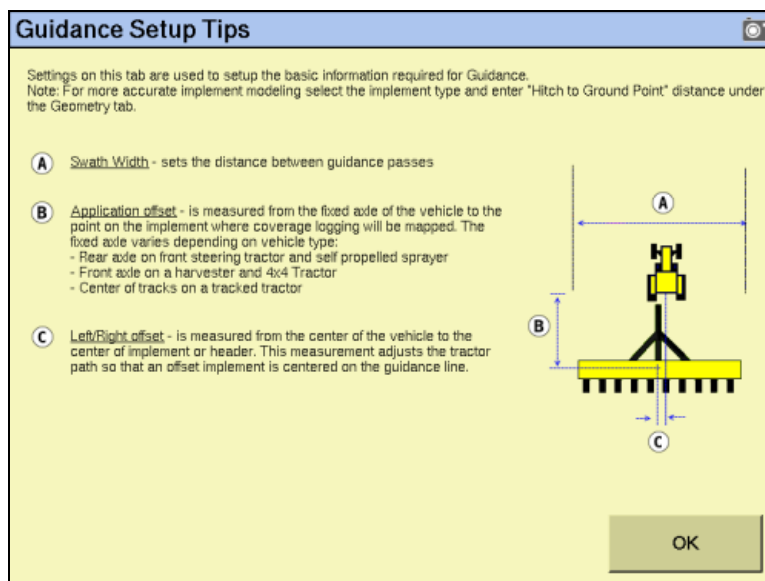 Guidance Setup Tips
Settings on this tab are used to setup the basic information required for Guidance.
Note: For more accurate implement modeling select the implement type and enter "Hitch to Ground Point" distance under
the Geometry tab.
A Swath Width - sets the distance between guidance passes
B Application offset - is measured from the fixed axle of the vehicle to the
point on the implement where coverage logging will be mapped. The
fixed axle varies depending on vehicle type:
- Rear axle on front steering tractor and self propelled sprayer
- Front axle on a harvester and 4x4 Tractor
- Center of tracks on a tracked tractor
C Left/Right offset - is measured from the center of the vehicle to the
center of implement or header. This measurement adjusts the tractor
path so that an offset implement is centered on the guidance line.
A
B
C
OK